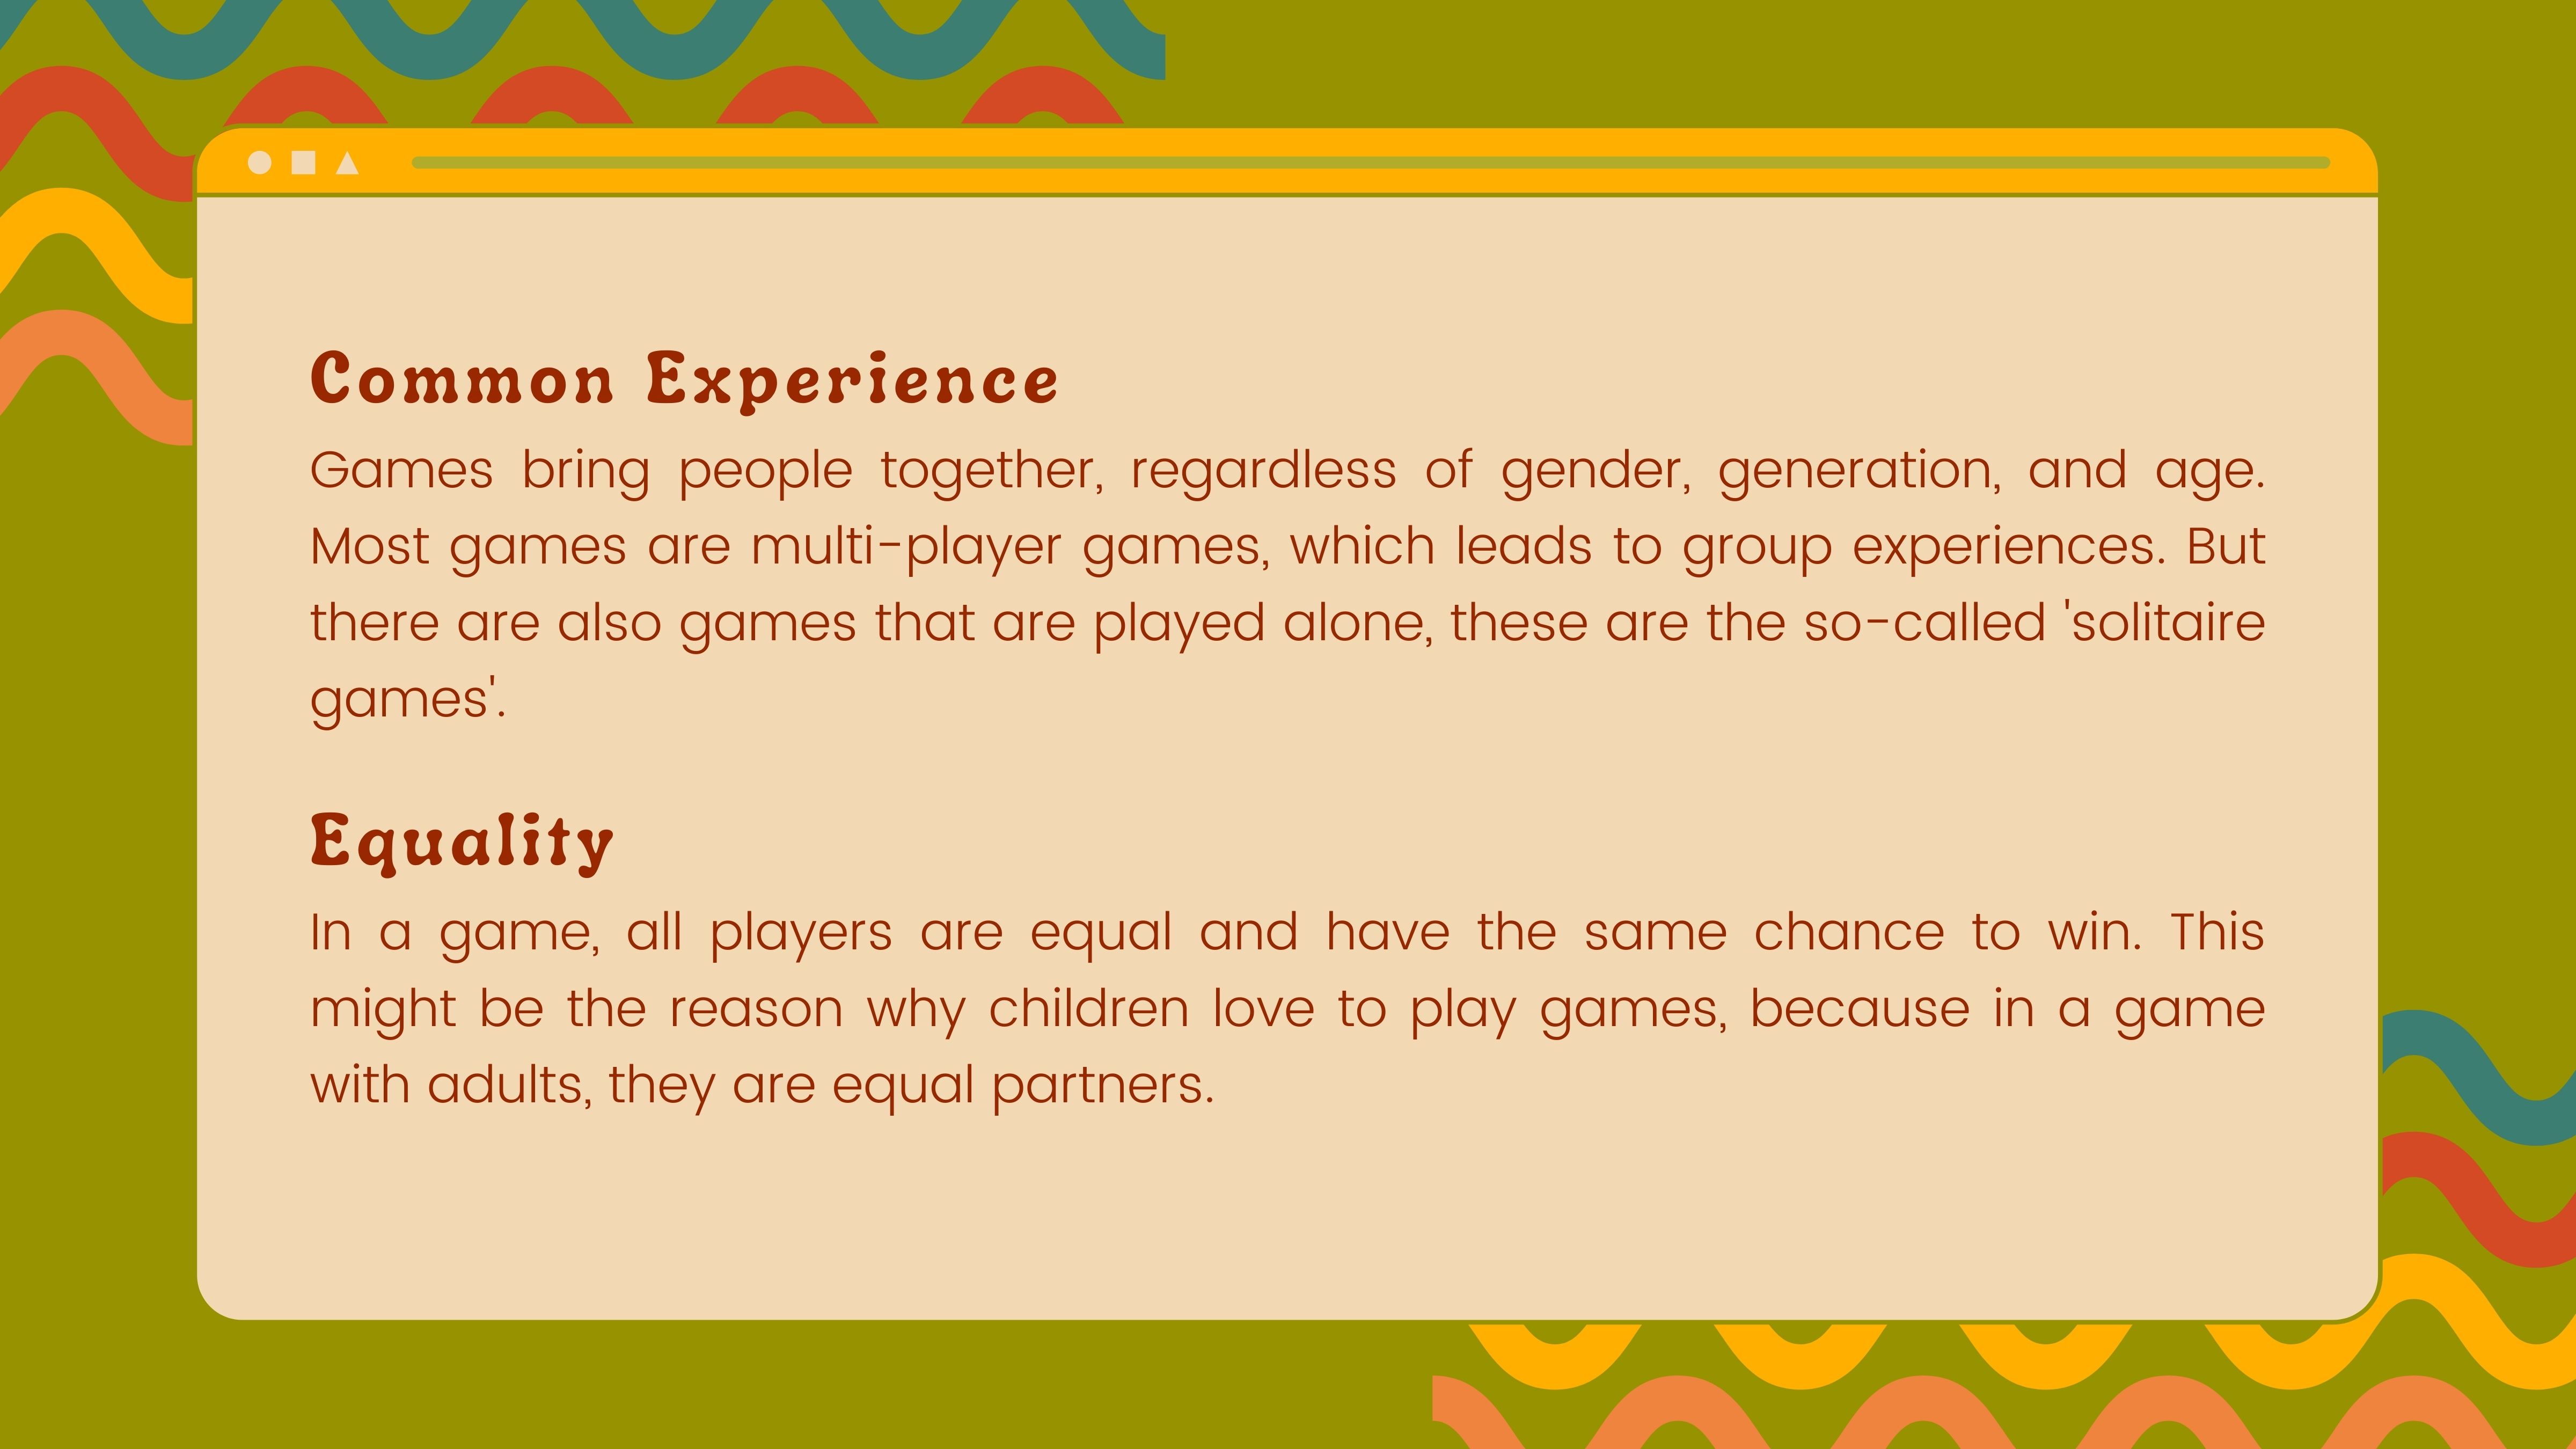 Common Experience
Games bring people together, regardless of gender, generation, and age.
Most games are multi-player games, which leads to group experiences. But
there are also games that are played alone, these are the so-called 'solitaire
games'.
Equality
In a game, all players are equal and have the same chance to win. This
might be the reason why children love to play games, because in a game
with adults, they are equal partners.